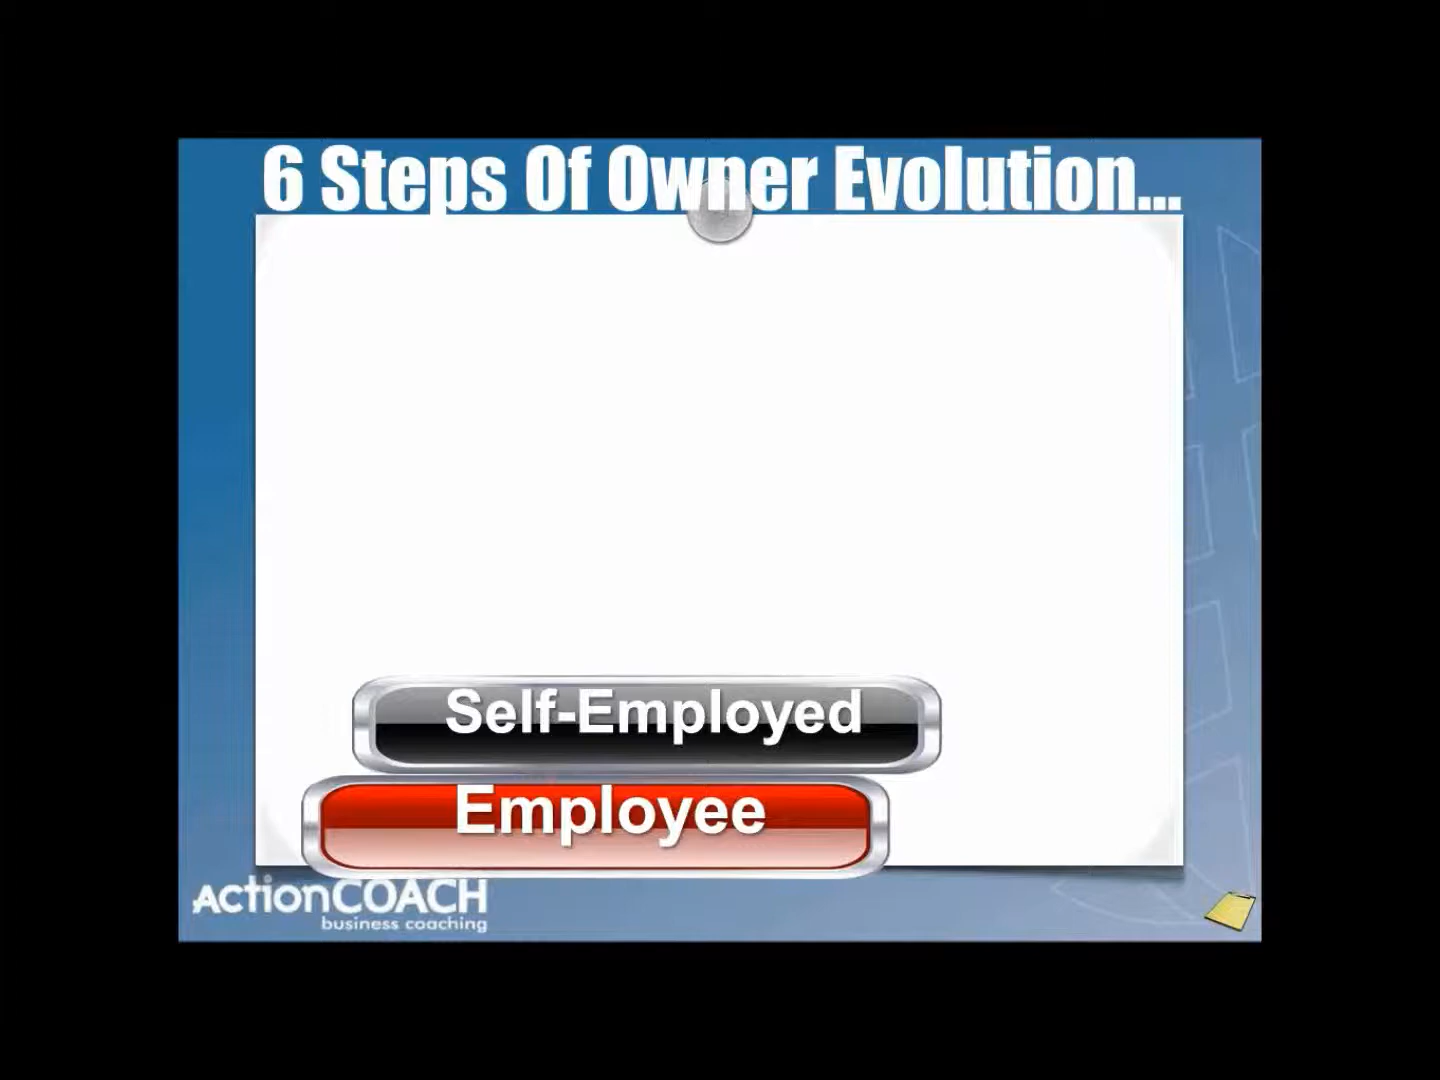 6 Steps Of Owner Evolution...
Self-Employed
Employee
ActionCOACH
business coaching